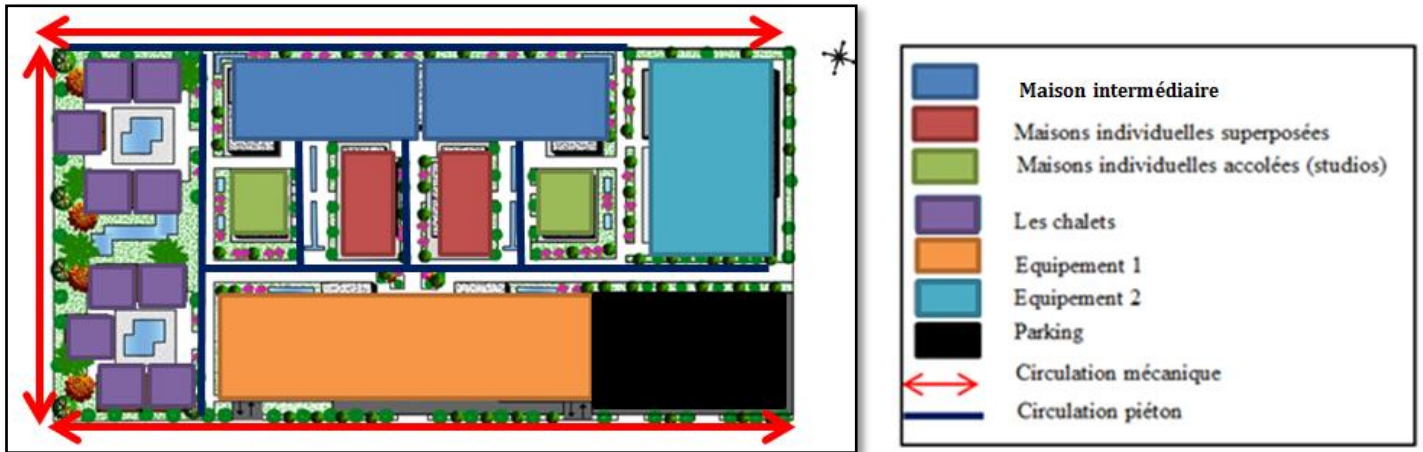 Maison intermédiaire
Maisons individuelles superposées
Maisons individuelles accolées (studios)
Les chalets
Equipement 1
Equipement 2
Parking
Circulation mécanique
Circulation piéton